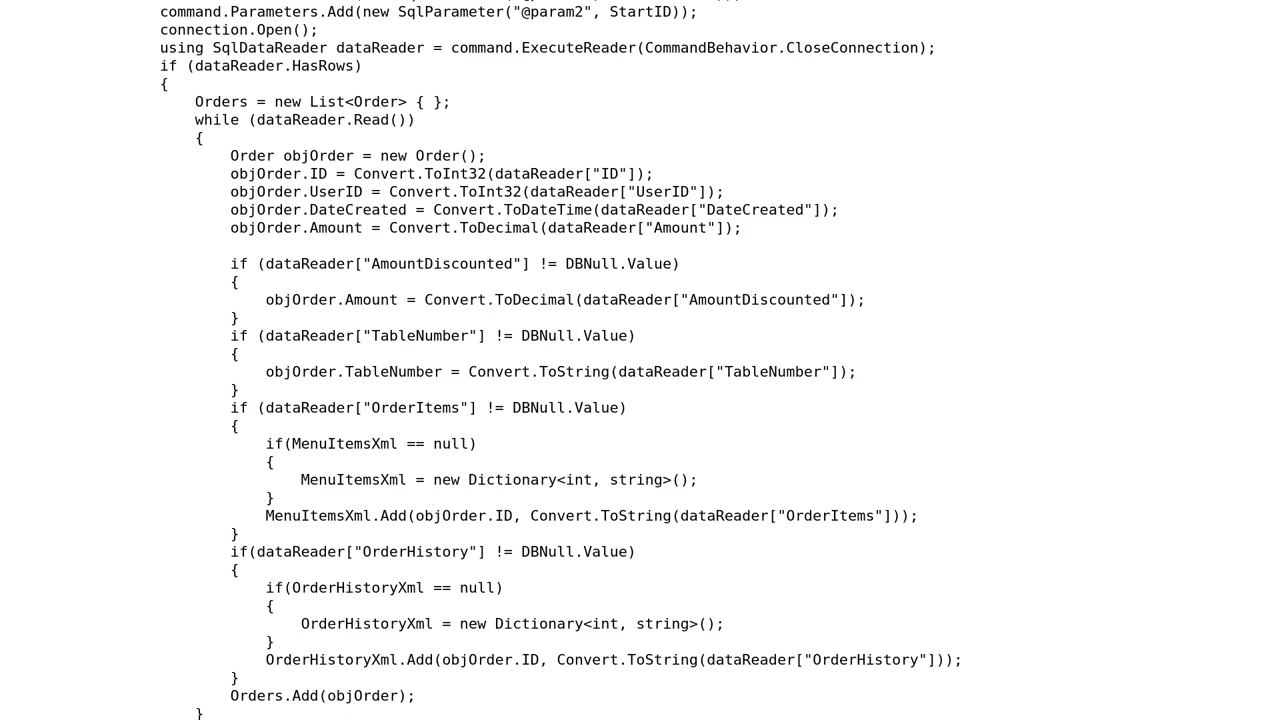 command.Parameters.Add(new SqlParameter("@param2", StartID));
connection.Open();
using SqlDataReader dataReader = command.ExecuteReader(CommandBehavior.CloseConnection);
if (dataReader.HasRows)
{
Orders = new List<Order> { };
while (dataReader.Read())
{
Order objOrder = new Order();
objOrder.ID = Convert.ToInt32(dataReader["ID"]);
objOrder.UserID = Convert.ToInt32(dataReader["UserID"]);
objOrder.DateCreated = Convert.ToDateTime(dataReader["DateCreated"]);
objOrder.Amount = Convert.ToDecimal(dataReader["Amount"]);
if (dataReader["AmountDiscounted"] != DBNull.Value)
{
objOrder.Amount = Convert.ToDecimal(dataReader["AmountDiscounted"]);
}
if (dataReader["TableNumber"] != DBNull.Value)
{
objOrder.TableNumber = Convert.ToString(dataReader["TableNumber"]);
}
if (dataReader["OrderItems"] != DBNull.Value)
{
if(MenuItemsXml == null)
{
MenuItemsXml = new Dictionary<int, string>();
}
MenuItemsXml.Add(objOrder.ID, Convert.ToString(dataReader["OrderItems"]));
}
if(dataReader["OrderHistory"] != DBNull.Value)
{
if(OrderHistoryXml == null)
{
OrderHistoryXml = new Dictionary<int, string>();
}
OrderHistoryXml.Add(objOrder.ID, Convert.ToString(dataReader["OrderHistory"]));
}
Orders.Add(objOrder);
}